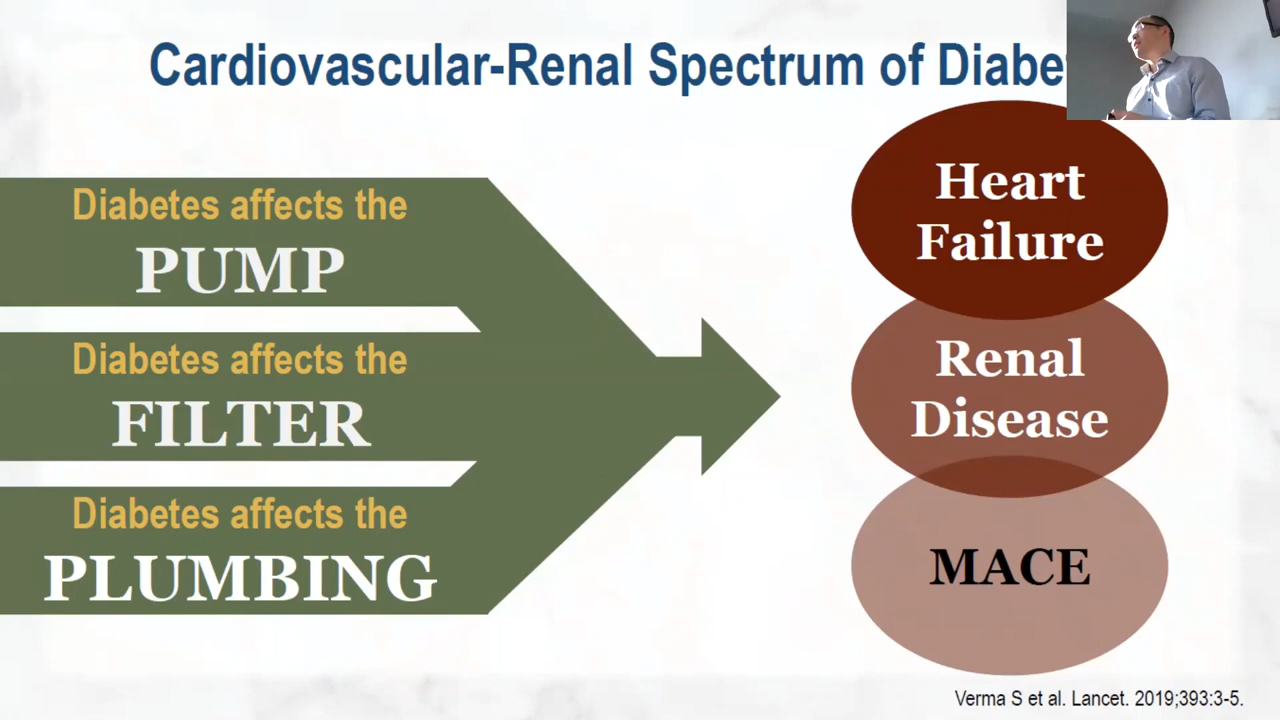 Cardiovascular-Renal Spectrum of
Diabetes affects the
PUMP
Diabetes affects the
FILTER
Diabetes affects the
PLUMBING
Heart
Failure
Renal
Disease
MACE
Verma S et al. Lancet. 2019;393:3-5.